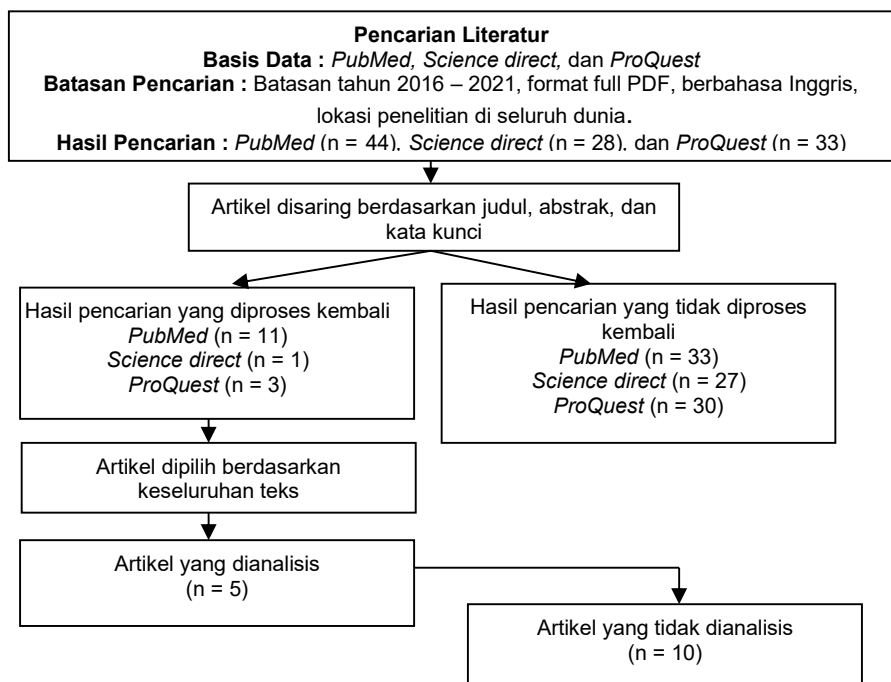 Pencarian Literatur
Basis Data : PubMed, Science direct, dan ProQuest
Batasan Pencarian : Batasan tahun 2016 – 2021, format full PDF, berbahasa Inggris,
lokasi penelitian di seluruh dunia.
Hasil Pencarian : PubMed (n = 44), Science direct (n = 28), dan ProQuest (n = 33)
Artikel disaring berdasarkan judul, abstrak, dan
kata kunci
Hasil pencarian yang diproses kembali
PubMed (n = 11)
Science direct (n = 1)
ProQuest (n = 3)
Hasil pencarian yang tidak diproses
kembali
PubMed (n = 33)
Science direct (n = 27)
ProQuest (n = 30)
Artikel dipilih berdasarkan
keseluruhan teks
Artikel yang dianalisis
(n = 5)
Artikel yang tidak dianalisis
(n = 10)